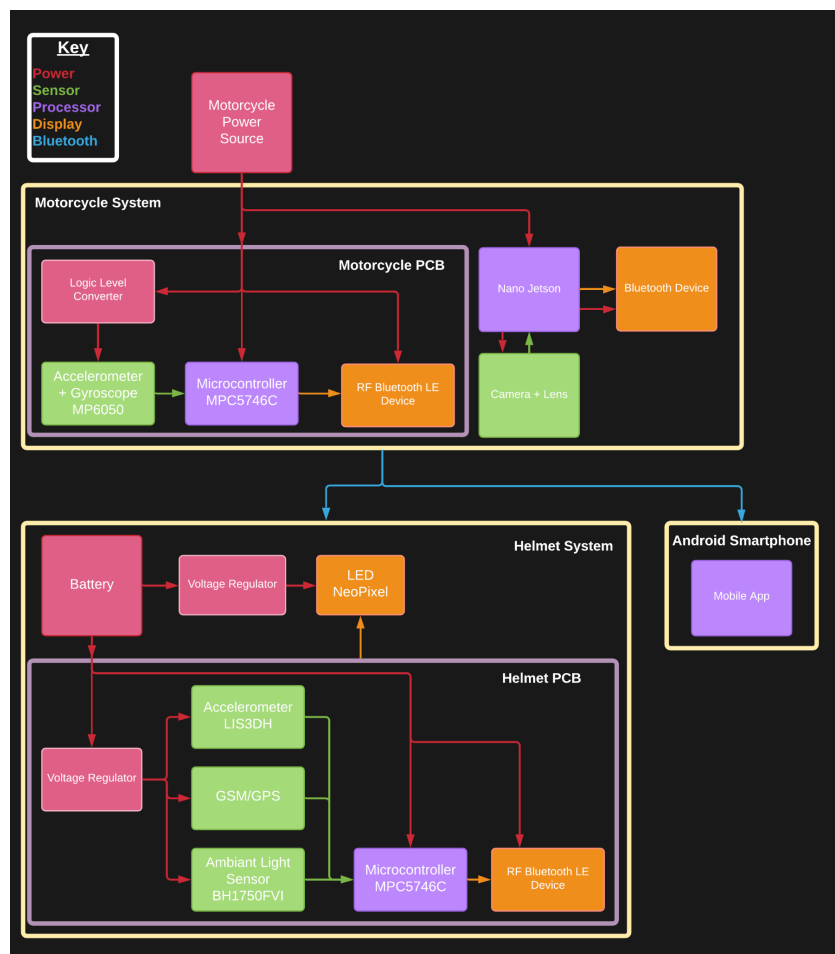 Key
Power
Sensor
Processor
Display
Bluetooth
Motorcycle
Power
Source
Motorcycle System
Motorcycle PCB
Logic Level
Converter
Nano Jetson
Bluetooth Device
Accelerometer
+ Gyroscope
MP6050
Microcontroller
MPC5746C
RF Bluetooth LE
Device
Camera + Lens
Helmet System
Android Smartphone
Battery
Voltage Regulator
LED
NeoPixel
Mobile App
Helmet PCB
Accelerometer
LIS3DH
Voltage Regulator
GSM/GPS
Ambiant Light
Sensor
BH1750FVI
Microcontroller
MPC5746C
RF Bluetooth LE
Device